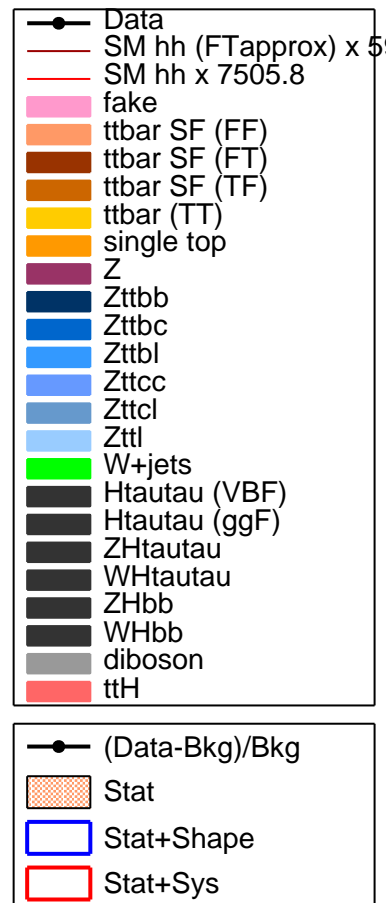 Data
SM hh (FTapprox) x 59
SM hh x 7505.8
fake
ttbar SF (FF)
ttbar SF (FT)
ttbar SF (TF)
ttbar (TT)
single top
Z
Zttbb
Zttbc
Zttbl
Zttcc
Zttcl
Zttl
W+jets
Htautau (VBF)
Htautau (ggF)
ZHtautau
WHtautau
ZHbb
WHbb
diboson
ttH
(Data-Bkg)/Bkg
Stat
Stat+Shape
Stat+Sys